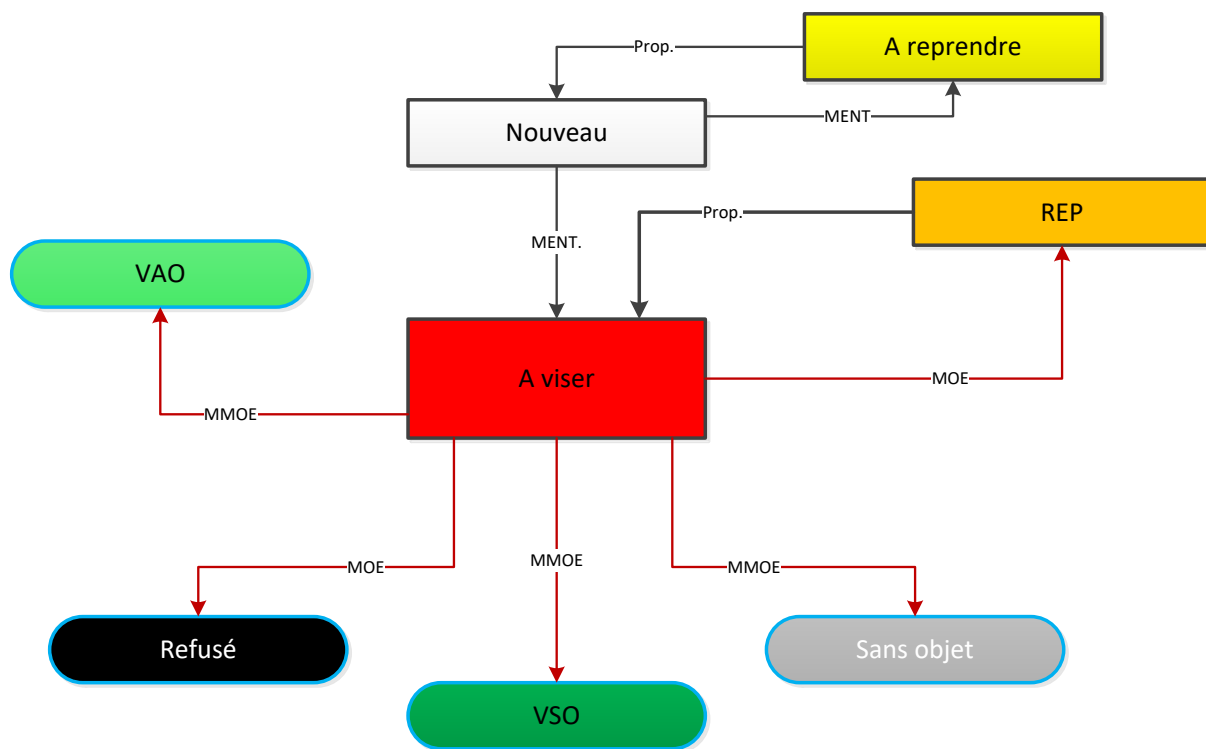 A reprendre
Prop.
MENT
Nouveau
REP
Prop.
MENT.
VAO
A viser
MOE
MMOE
MOE
MMOE
MMOE
Refusé
Sans objet
VSO